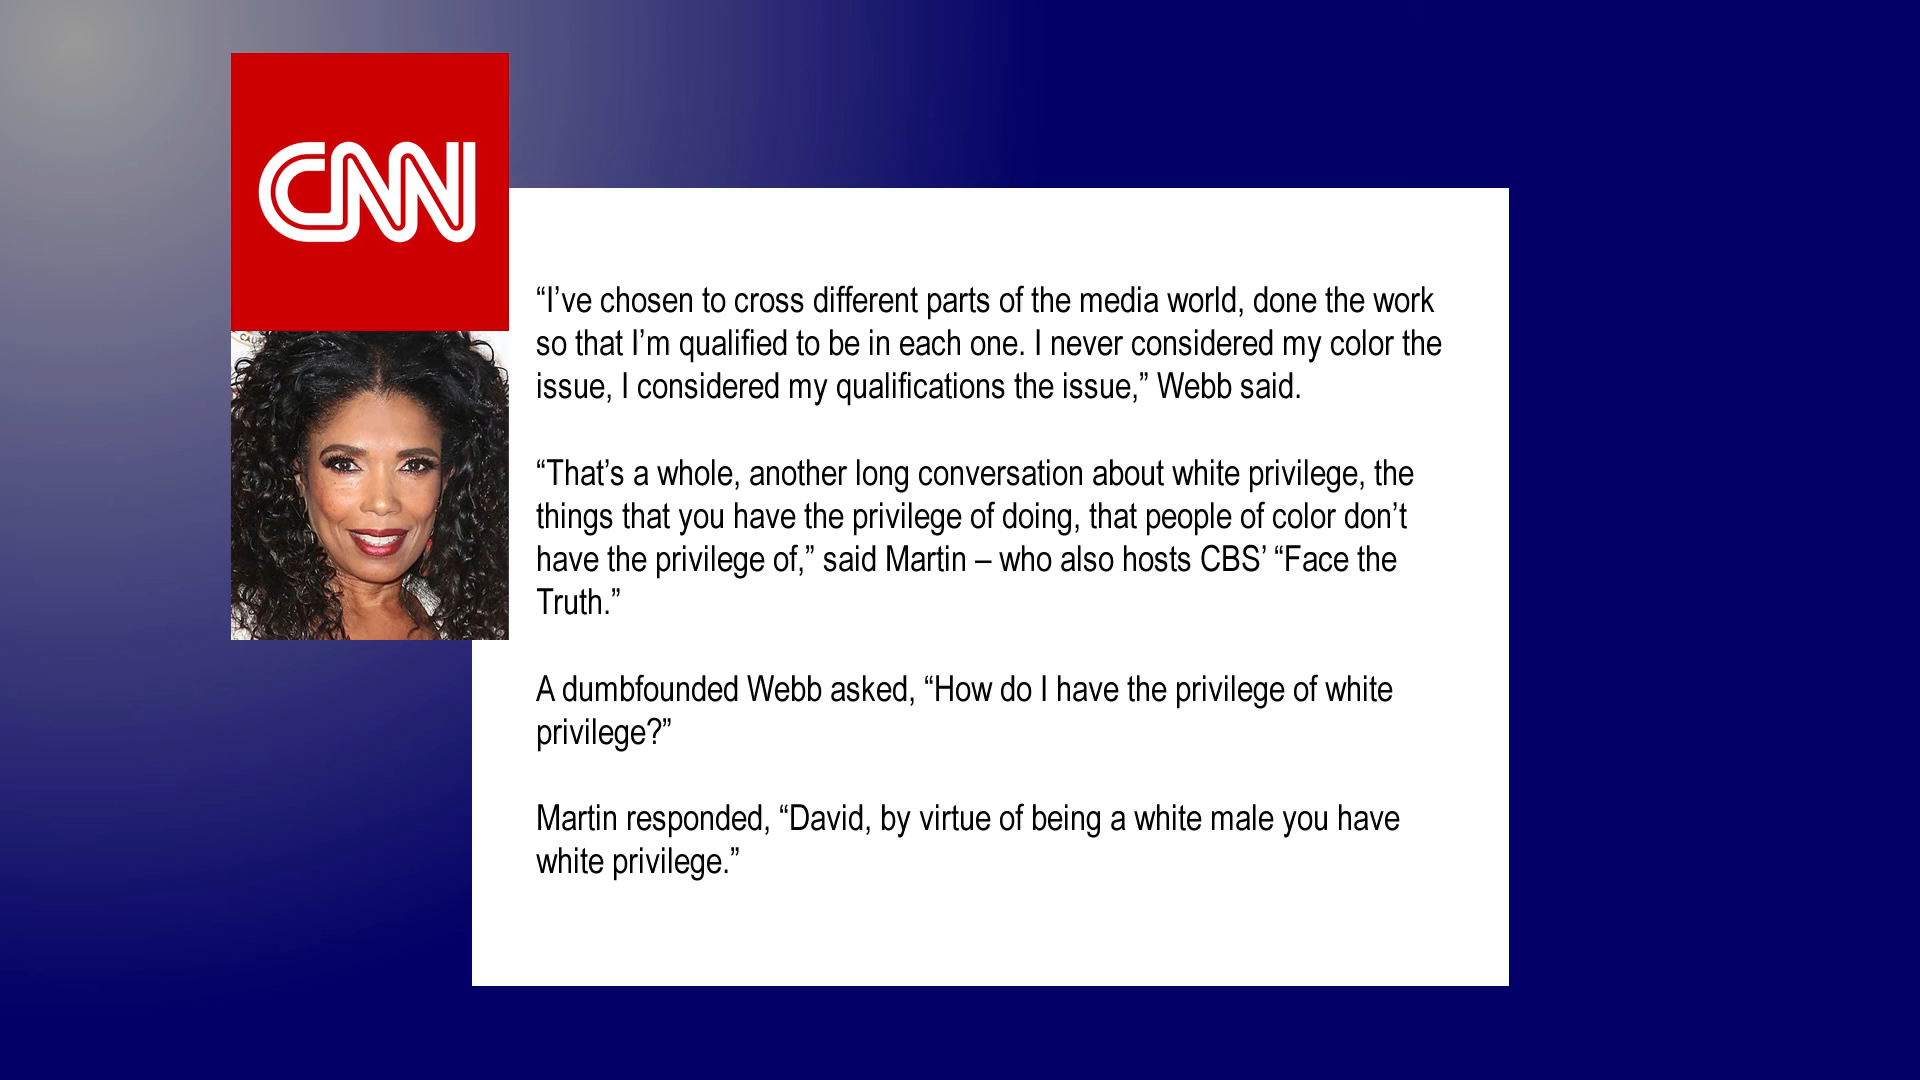 CNN
“I’ve chosen to cross different parts of the media world, done the work
so that I’m qualified to be in each one. I never considered my color the
issue, I considered my qualifications the issue,” Webb said.
“That’s a whole, another long conversation about white privilege, the
things that you have the privilege of doing, that people of color don’t
have the privilege of,” said Martin – who also hosts CBS’ “Face the
Truth.”
A dumbfounded Webb asked, “How do I have the privilege of white
privilege?”
Martin responded, “David, by virtue of being a white male you have
white privilege.”